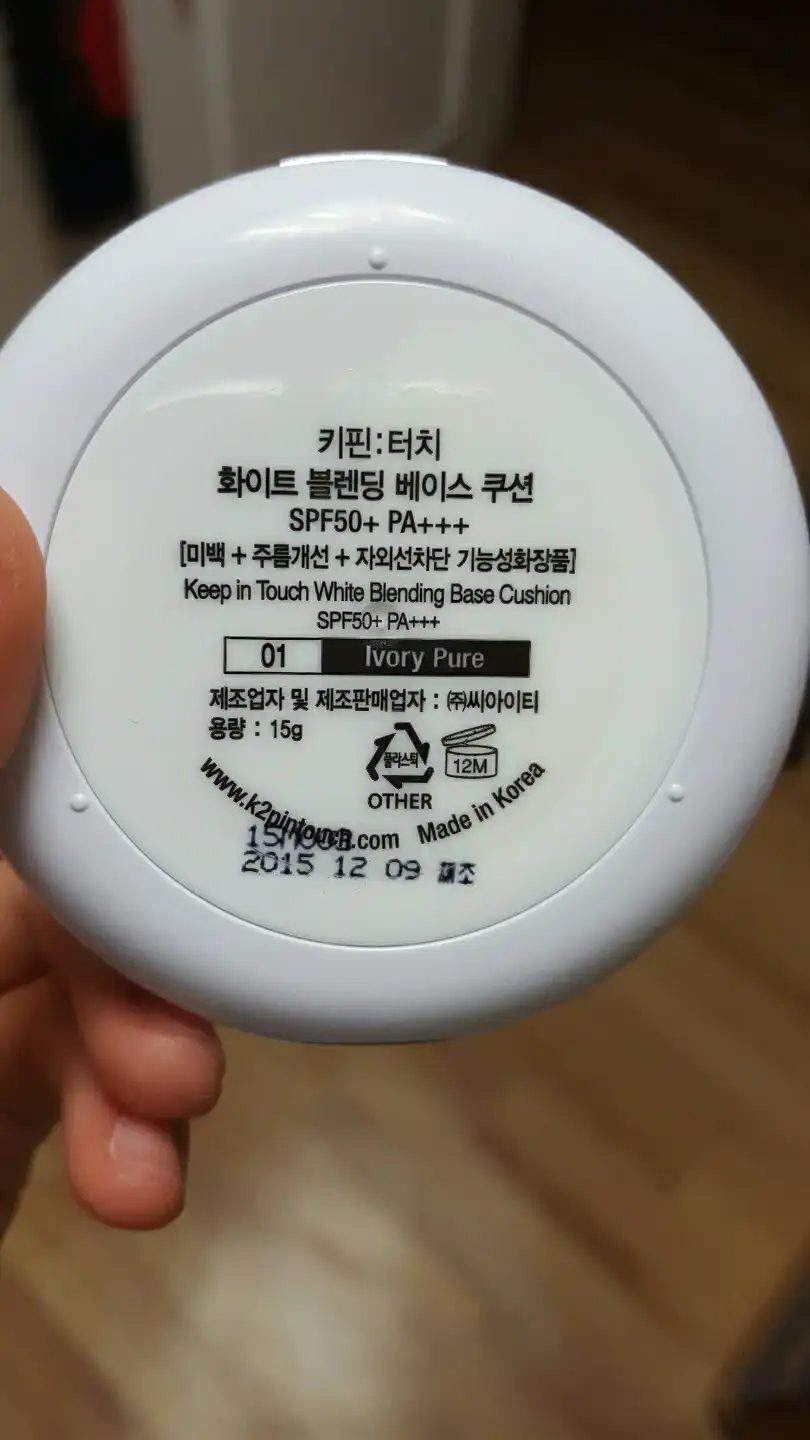 키핀:터치
화이트 블렌딩 베이스 쿠션
SPF50+ PA+++
[미백 + 주름개선 + 자외선차단 기능성화장품]
Keep in Touch White Blending Base Cushion
SPF50+ PA+++
01 Ivory Pure
제조업자 및 제조판매업자 : ㈜씨아이티
용량 : 15g
플라스틱
OTHER
12M
www.k2pintouch.com Made in Korea
2015 12 09 제조